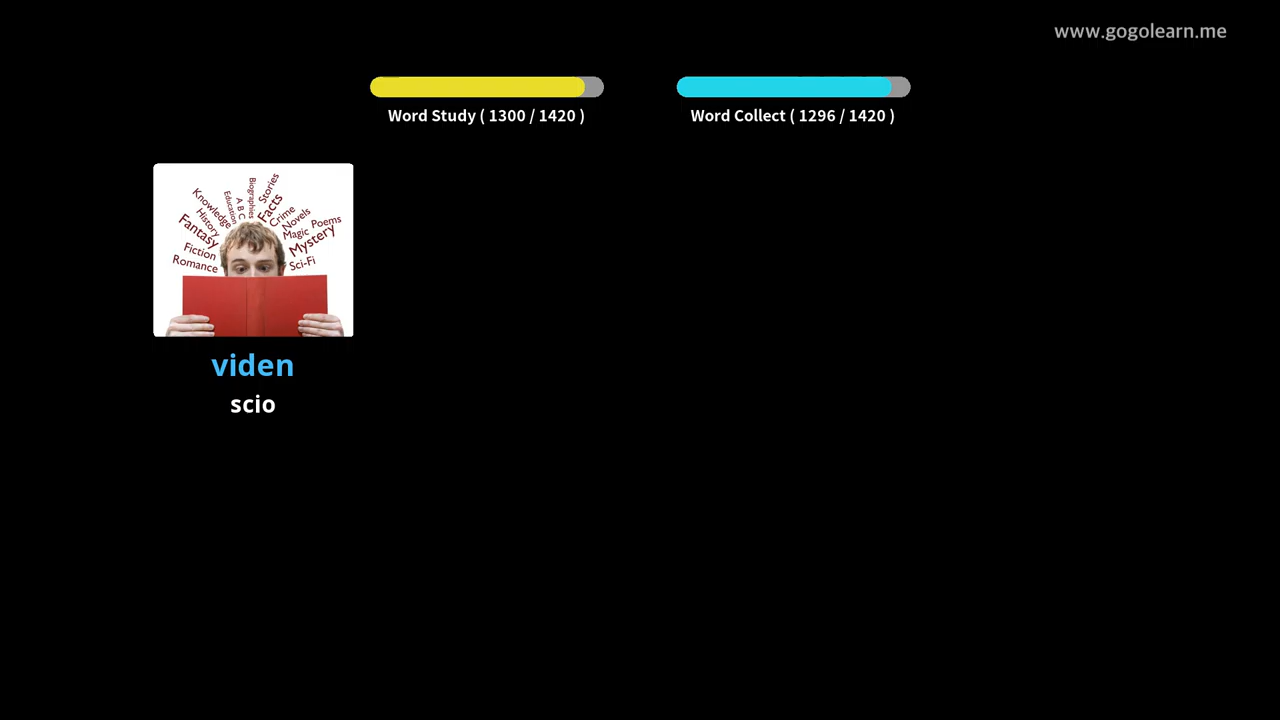 www.gogolearn.me
Word Study ( 1300 / 1420 )
Word Collect ( 1296 / 1420 )
Knowledge
History
Fantasy
Fiction
Romance
Education
A B C
Biographies
Stories
Facts
Crime
Novels
Magic
Poems
Mystery
Sci-Fi
viden
scio